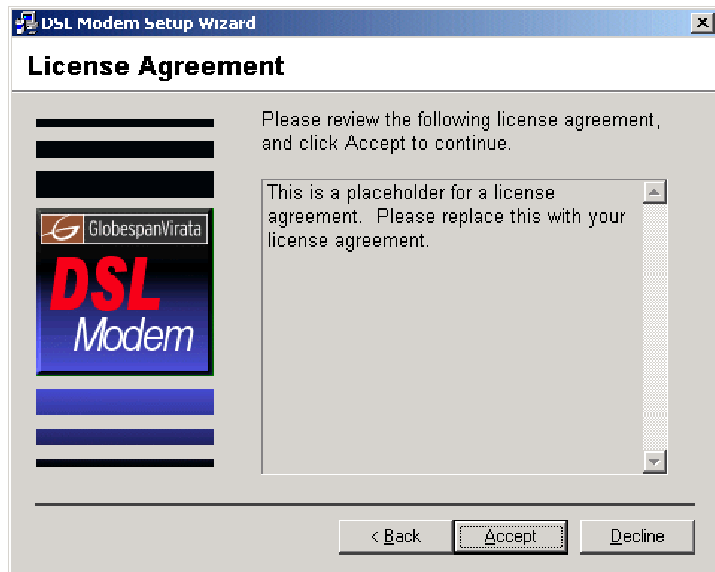 DSL Modem Setup Wizard
License Agreement
Please review the following license agreement,
and click Accept to continue.
This is a placeholder for a license
agreement.  Please replace this with your
license agreement.
GlobespanVirata
DSL
Modem
< Back
Accept
Decline